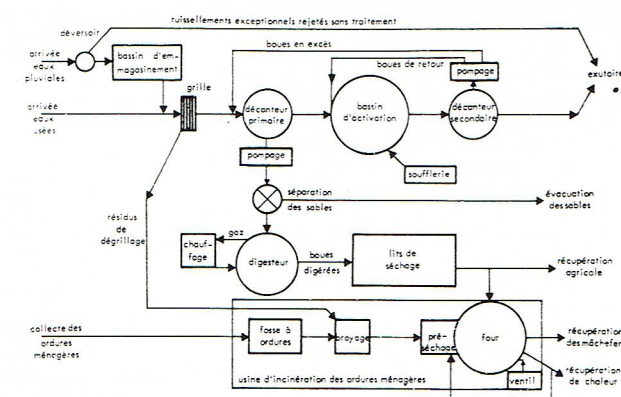 ruissellements exceptionnels rejetés sans traitement
déversoir
arrivée
eaux
pluviales
bassin d'em-
magasinement
boues en excès
boues de retour
pompage
exutoire
grille
arrivée
eaux
usées
décanteur
primaire
bassin
d'activation
décanteur
secondaire
pompage
soufflerie
séparation
des sables
évacuation
des sables
résidus
de
dégrillage
gaz
chauf-
fage
digesteur
boues
digérées
lits de
séchage
récupération
agricole
collecte des
ordures
ménagères
fosse à
ordures
broyage
pré-
séchage
four
récupération
des mâchefer
usine d'incinération des ordures ménagères
ventil
récupération
de chaleur